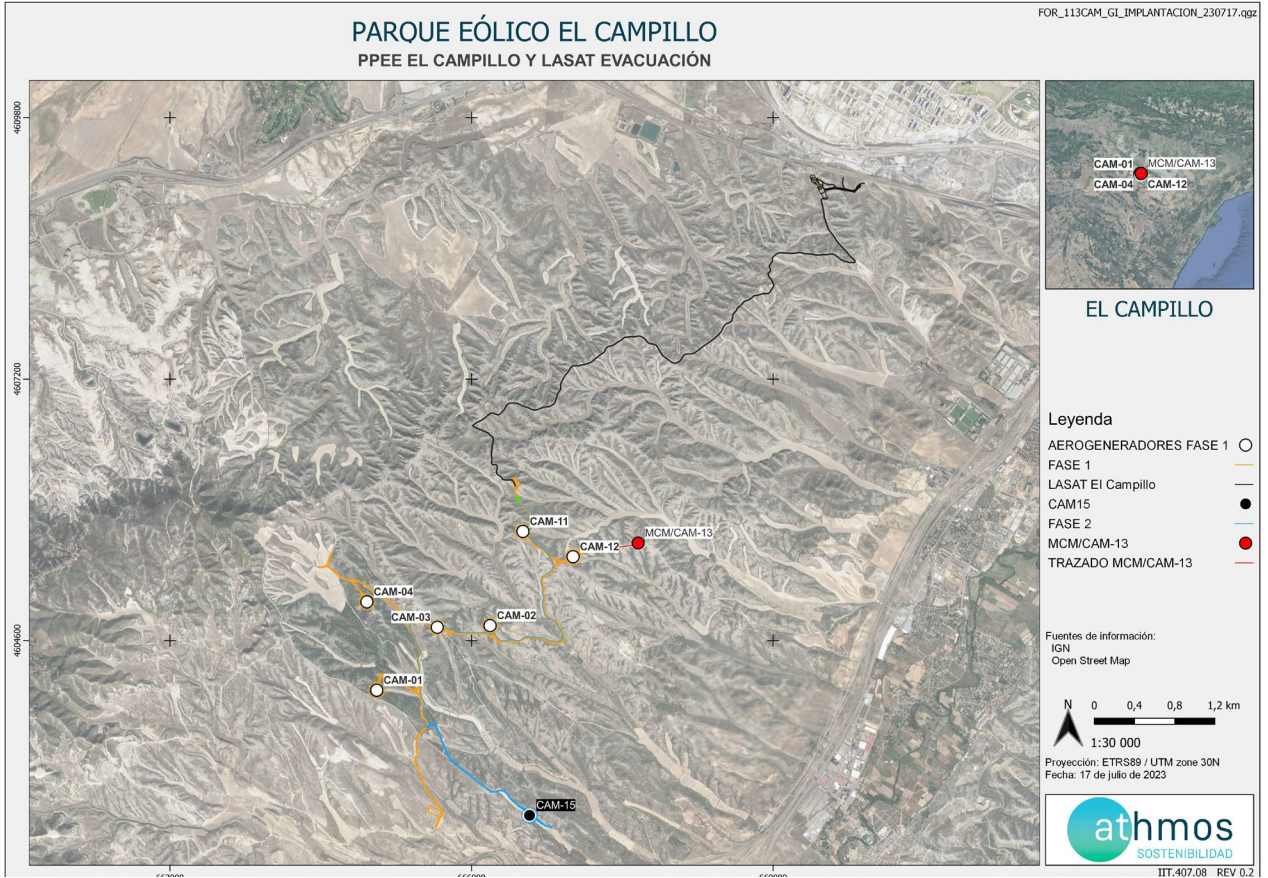 FOR_113CAM_GI_IMPLANTACION_230717.qgz
PARQUE EÓLICO EL CAMPILLO
PPEE EL CAMPILLO Y LASAT EVACUACIÓN
4609800
4607200
4604600
CAM-11
CAM-12
MCM/CAM-13
CAM-04
CAM-03
CAM-02
CAM-01
CAM-15
CAM-01 MCM/CAM-13
CAM-04 CAM-12
EL CAMPILLO
Leyenda
AEROGENERADORES FASE 1
FASE 1
LASAT El Campillo
CAM15
FASE 2
MCM/CAM-13
TRAZADO MCM/CAM-13
Fuentes de información:
IGN
Open Street Map
N
0 0,4 0,8 1,2 km
1:30 000
Proyección: ETRS89 / UTM zone 30N
Fecha: 17 de julio de 2023
athmos
SOSTENIBILIDAD
IIT.407.08 REV 0.2